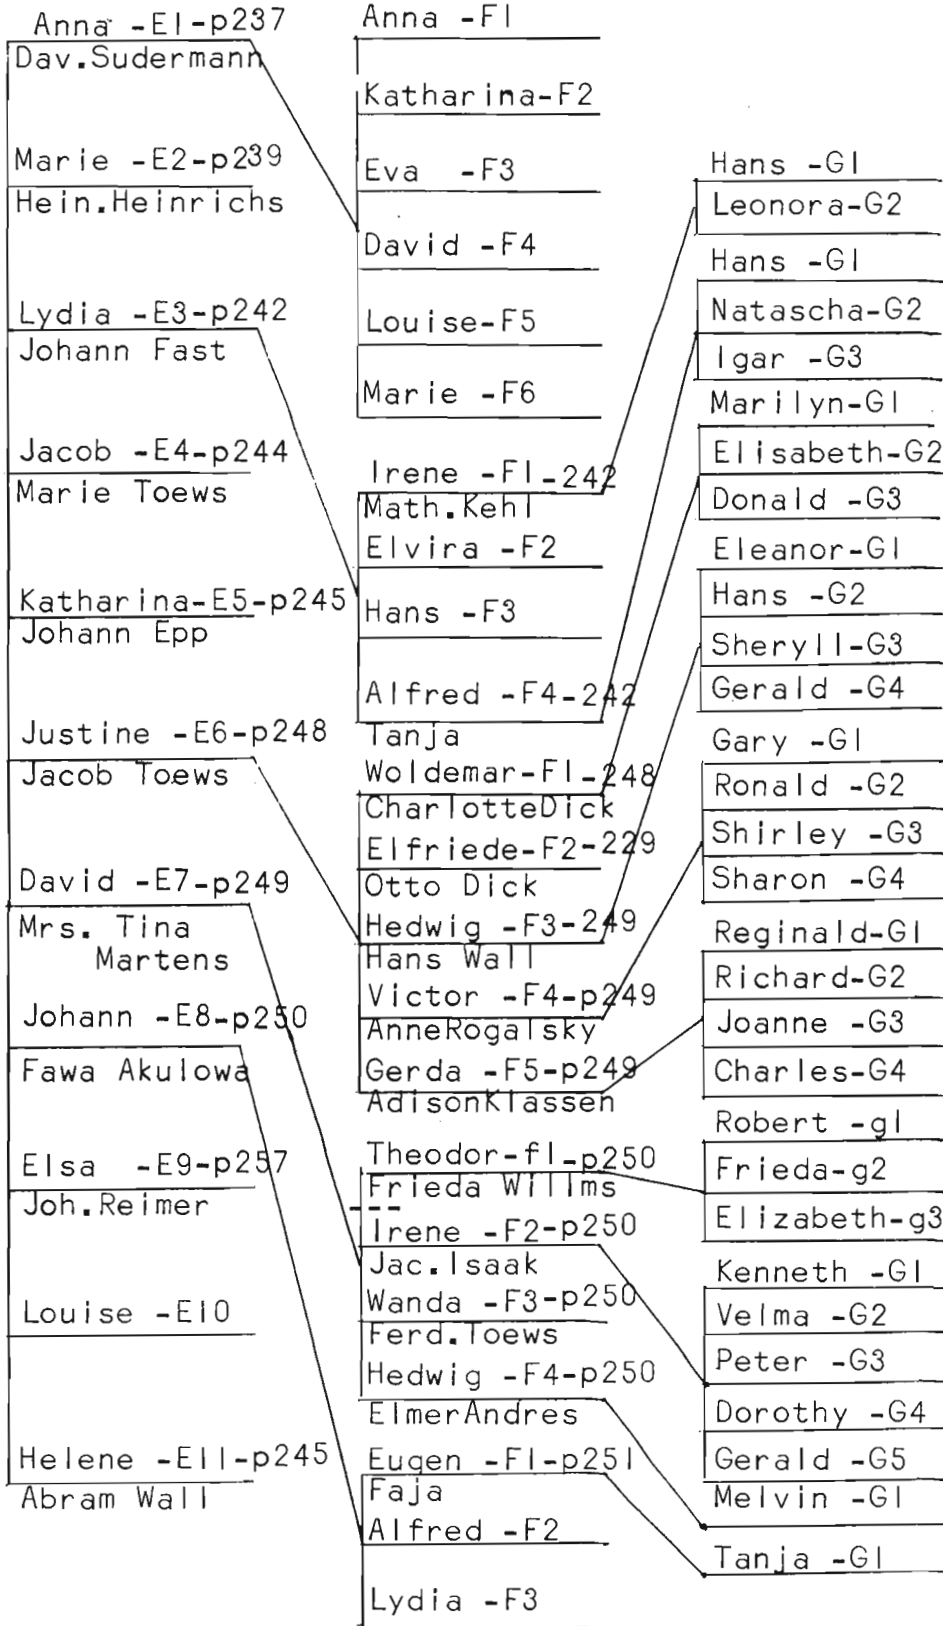 Anna -E1-p237
Dav.Sudermann
Marie -E2-p239
Hein.Heinrichs
Lydia -E3-p242
Johann Fast
Jacob -E4-p244
Marie Toews
Katharina-E5-p245
Johann Epp
Justine -E6-p248
Jacob Toews
David -E7-p249
Mrs. Tina
Martens
Johann -E8-p250
Fawa Akulowa
Elsa -E9-p257
Joh.Reimer
Louise -E10
Helene -E11-p245
Abram Wall
Anna -F1
Katharina-F2
Eva -F3
David -F4
Louise-F5
Marie -F6
Irene -F1-242
Math.Kehl
Elvira -F2
Hans -F3
Alfred -F4-242
Tanja
Woldemar-F1-248
CharlotteDick
Elfriede-F2-229
Otto Dick
Hedwig -F3-249
Hans Wall
Victor -F4-p249
AnneRogalsky
Gerda -F5-p249
AdisonKlassen
Theodor-f1-p250
Frieda Willms
Irene -F2-p250
Jac.Isaak
Wanda -F3-p250
Ferd.Toews
Hedwig -F4-p250
ElmerAndres
Eugen -F1-p251
Faja
Alfred -F2
Lydia -F3
Hans -G1
Leonora-G2
Hans -G1
Natascha-G2
Igar -G3
Marilyn-G1
Elisabeth-G2
Donald -G3
Eleanor-G1
Hans -G2
Sheryll-G3
Gerald -G4
Gary -G1
Ronald -G2
Shirley -G3
Sharon -G4
Reginald-G1
Richard-G2
Joanne -G3
Charles-G4
Robert -g1
Frieda-g2
Elizabeth-g3
Kenneth -G1
Velma -G2
Peter -G3
Dorothy -G4
Gerald -G5
Melvin -G1
Tanja -G1